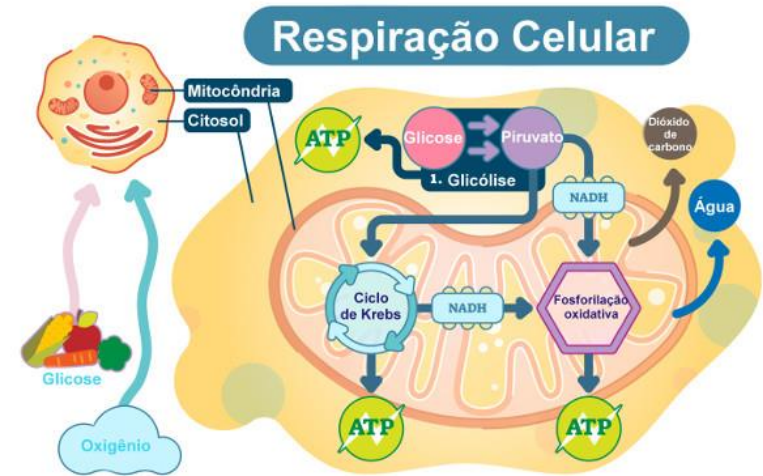 Respiração Celular
Mitocôndria
Citosol
ATP
Glicose
Piruvato
1. Glicólise
Dióxido
de
carbono
NADH
Água
Ciclo
de Krebs
NADH
Fosforilação
oxidativa
Glicose
Oxigênio
ATP
ATP